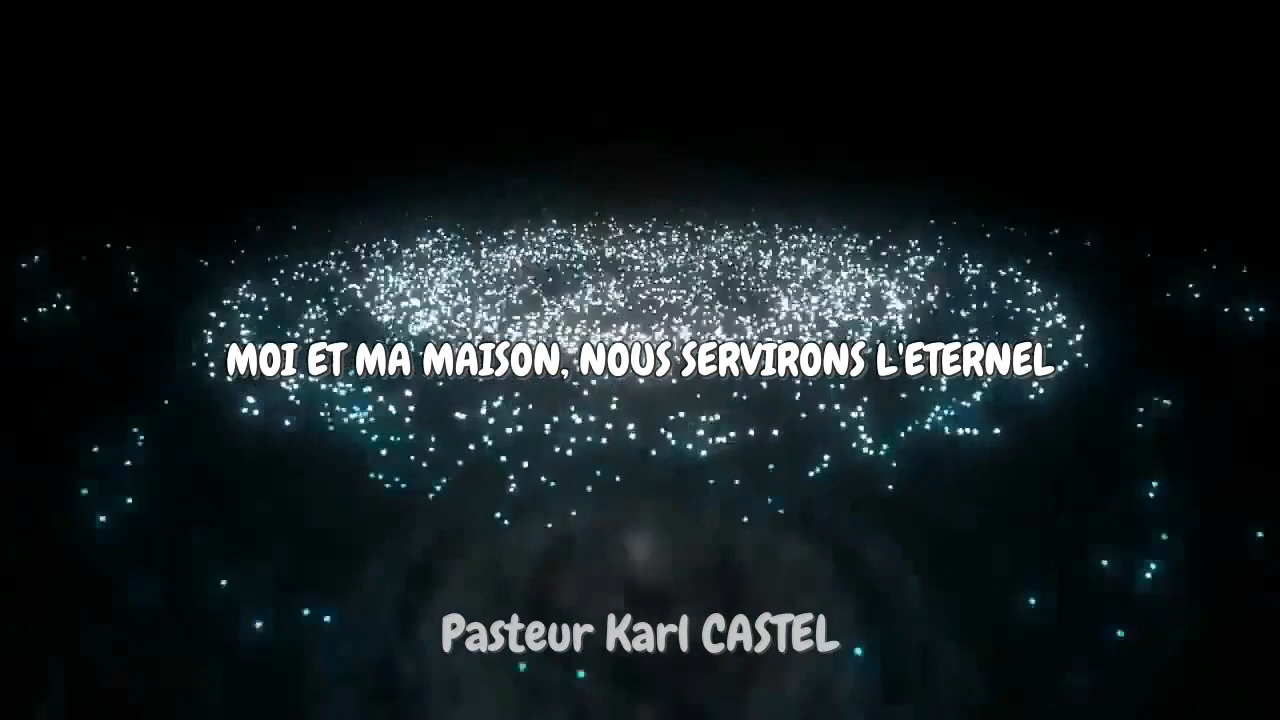 MOI ET MA MAISON, NOUS SERVIRONS L'ETERNEL
Pasteur Karl CASTEL